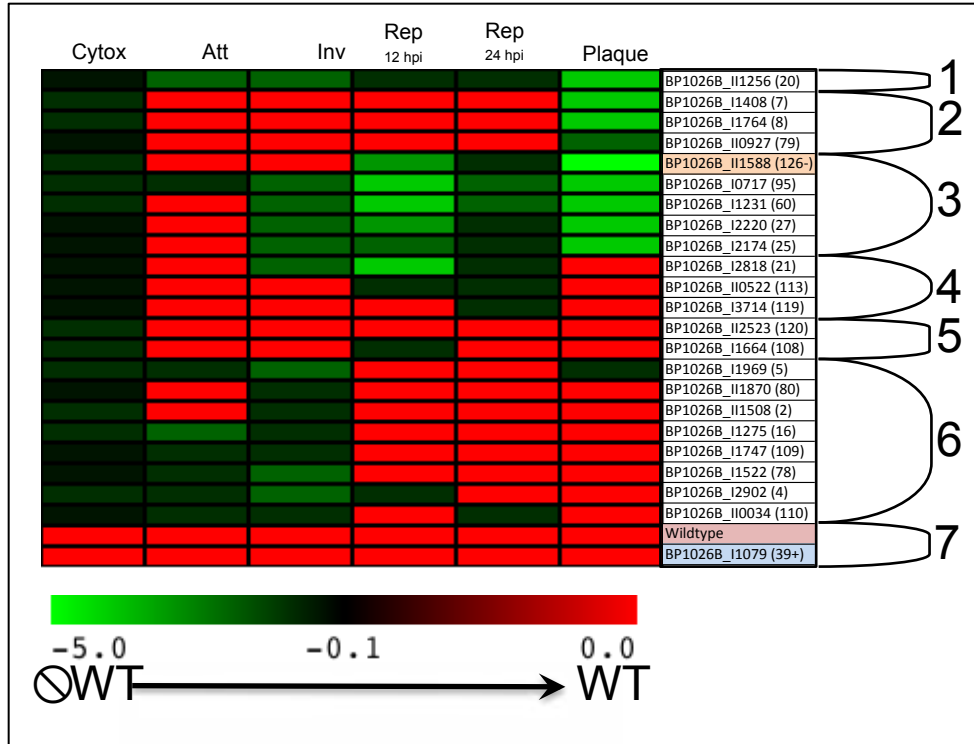 Cytox Att Inv Rep 12 hpi Rep 24 hpi Plaque
BP1026B_II1256 (20)
BP1026B_I1408 (7)
BP1026B_I1764 (8)
BP1026B_II0927 (79)
BP1026B_II1588 (126-)
BP1026B_I0717 (95)
BP1026B_I1231 (60)
BP1026B_I2220 (27)
BP1026B_I2174 (25)
BP1026B_I2818 (21)
BP1026B_II0522 (113)
BP1026B_I3714 (119)
BP1026B_II2523 (120)
BP1026B_I1664 (108)
BP1026B_I1969 (5)
BP1026B_II1870 (80)
BP1026B_II1508 (2)
BP1026B_I1275 (16)
BP1026B_I1747 (109)
BP1026B_I1522 (78)
BP1026B_I2902 (4)
BP1026B_II0034 (110)
Wildtype
BP1026B_I1079 (39+)
1
2
3
4
5
6
7
-5.0 -0.1 0.0
WT WT